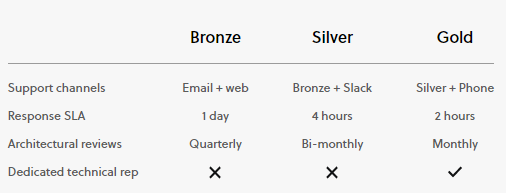 Bronze Silver Gold
Support channels Email + web Bronze + Slack Silver + Phone
Response SLA 1 day 4 hours 2 hours
Architectural reviews Quarterly Bi-monthly Monthly
Dedicated technical rep ✕ ✕ ✓